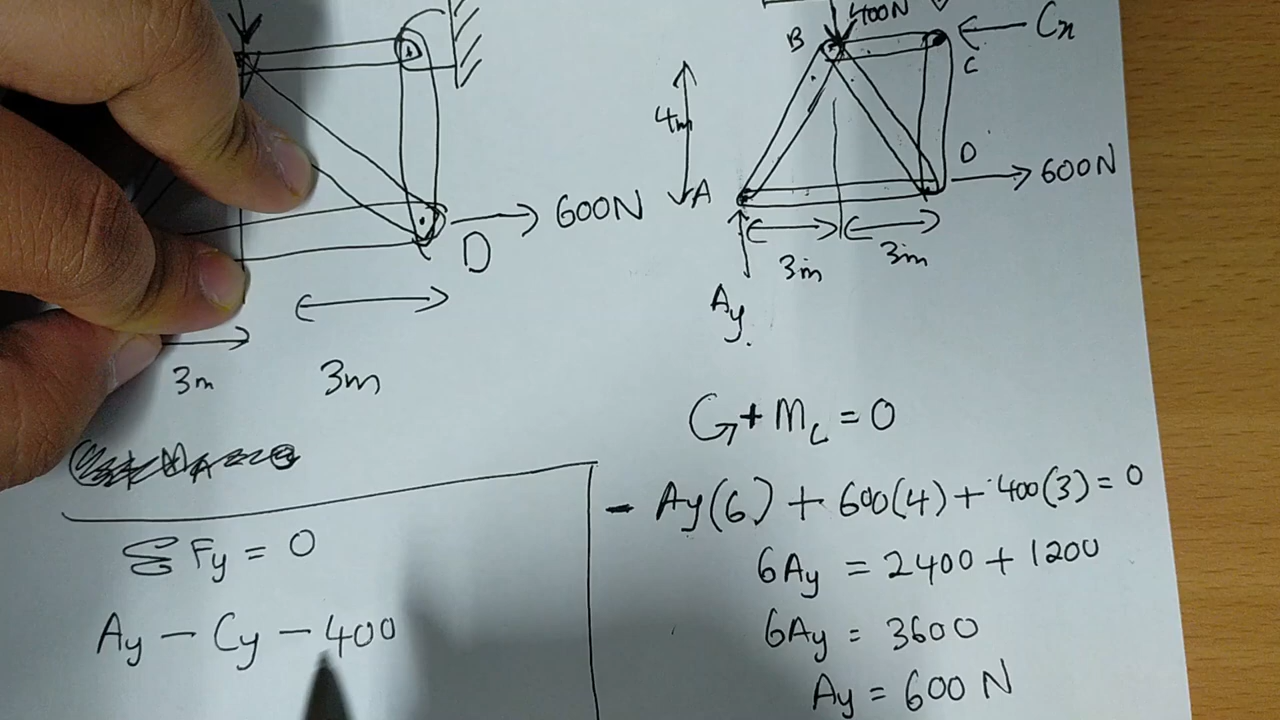 600N
D
3m
3m
400N
B
Cx
C
4m
A
D
600N
3m
3m
Ay.
↺+ Mc = 0
- Ay(6) + 600(4) + 400(3) = 0
6Ay = 2400 + 1200
6Ay = 3600
Ay = 600 N
ΣFy = 0
Ay - Cy - 400